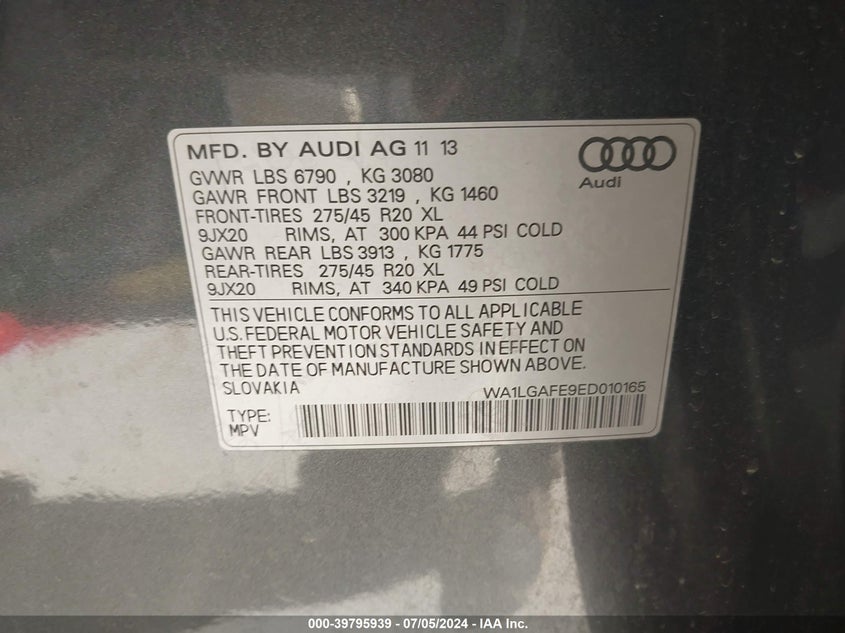 MFD. BY AUDI AG 11 13
Audi
GVWR LBS 6790 , KG 3080
GAWR FRONT LBS 3219 , KG 1460
FRONT-TIRES 275/45 R20 XL
9JX20 RIMS, AT 300 KPA 44 PSI COLD
GAWR REAR LBS 3913 , KG 1775
REAR-TIRES 275/45 R20 XL
9JX20 RIMS, AT 340 KPA 49 PSI COLD
THIS VEHICLE CONFORMS TO ALL APPLICABLE
U.S. FEDERAL MOTOR VEHICLE SAFETY AND
THEFT PREVENTION STANDARDS IN EFFECT ON
THE DATE OF MANUFACTURE SHOWN ABOVE.
SLOVAKIA WA1LGAFE9ED010165
TYPE:
MPV
000-39795939 - 07/05/2024 - IAA Inc.